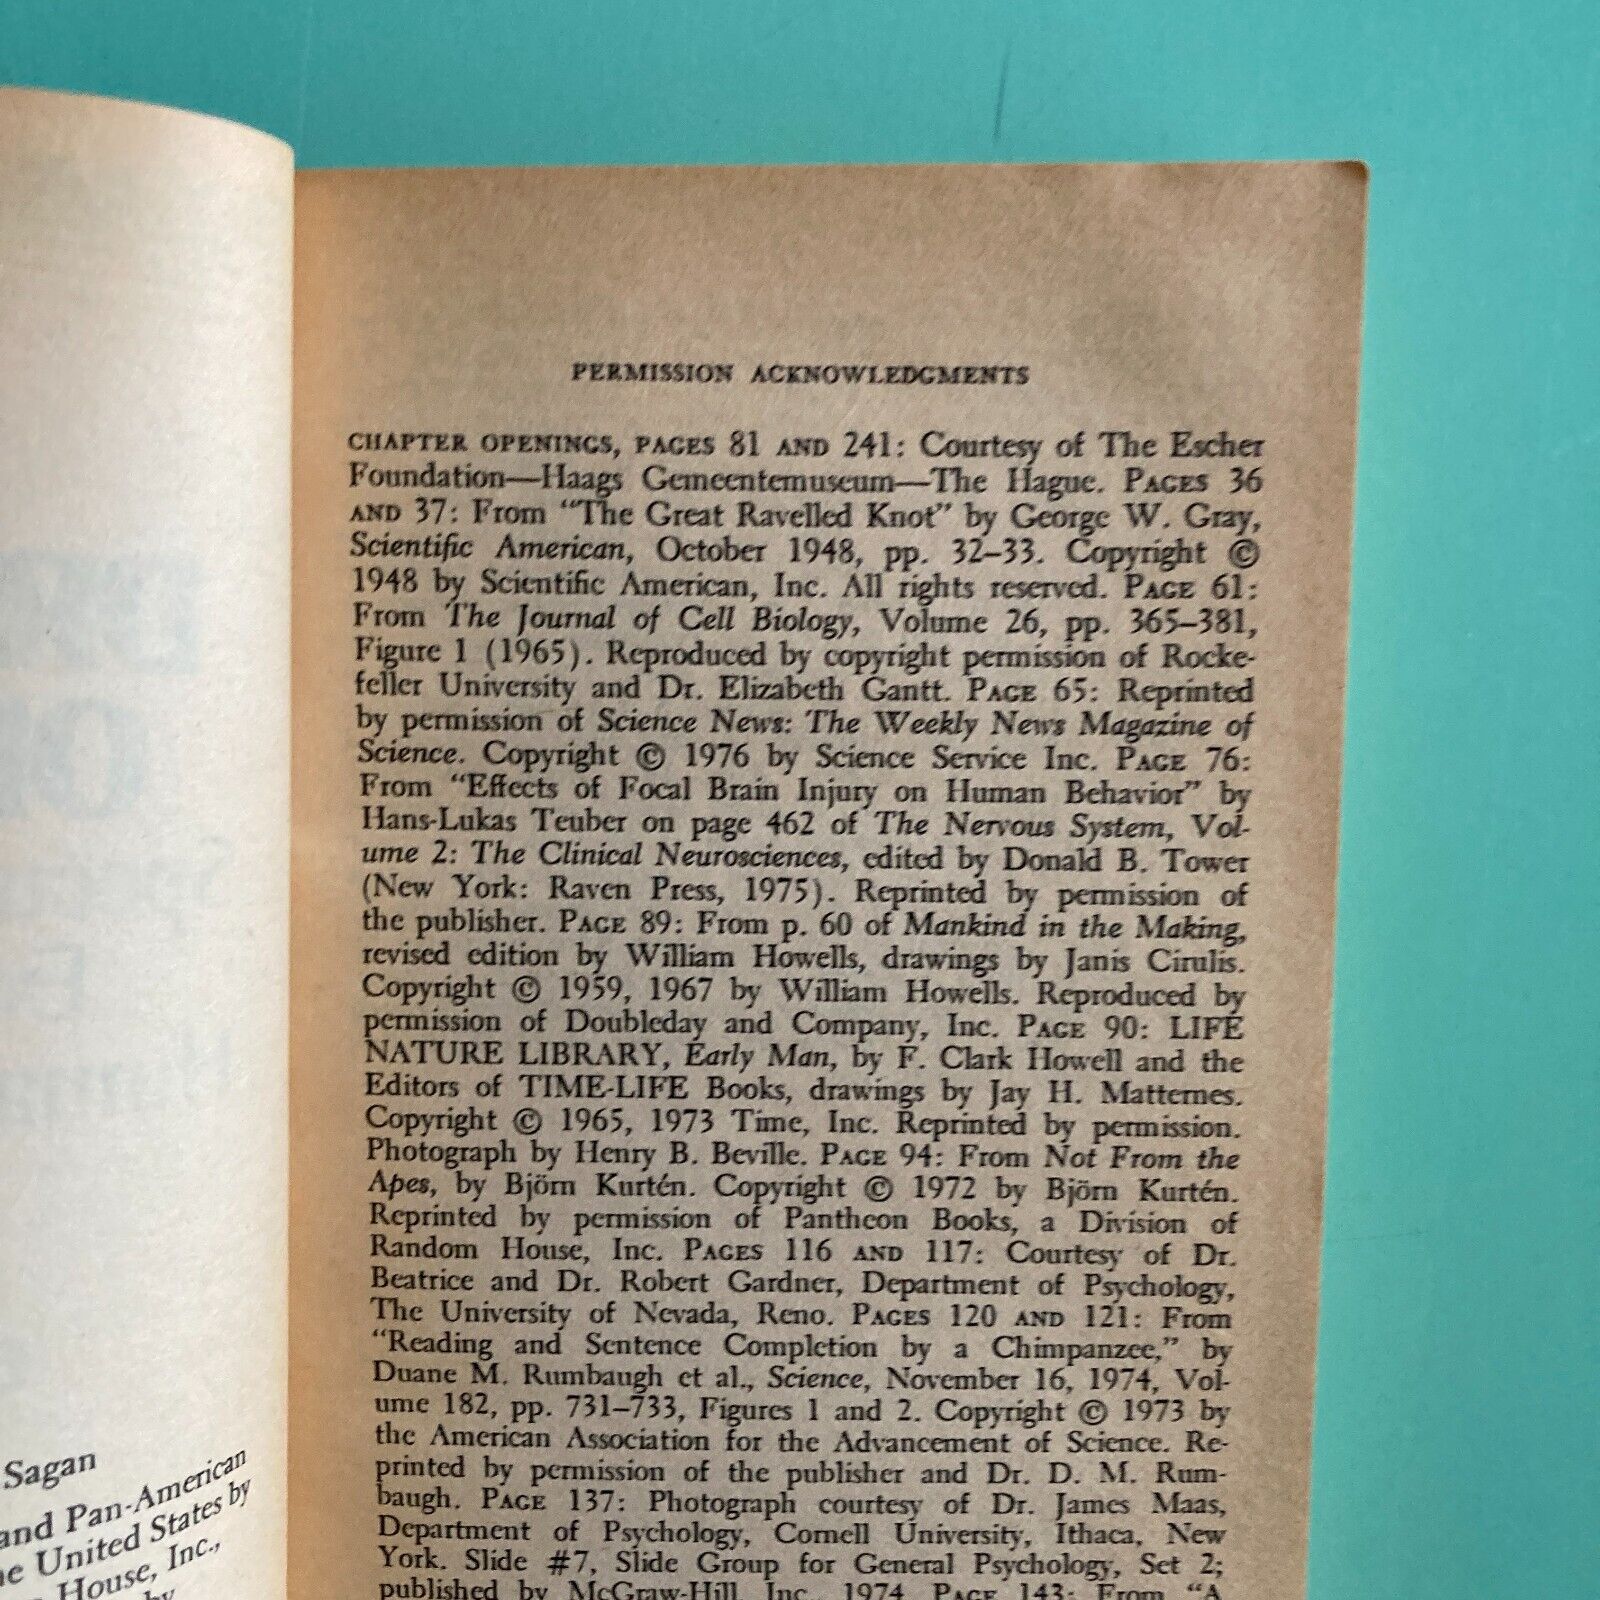 Sagan
and Pan-American
United States by
House, Inc.,
by
PERMISSION ACKNOWLEDGMENTS
CHAPTER OPENINGS, PAGES 81 AND 241: Courtesy of The Escher
Foundation—Haags Gemeentemuseum—The Hague. PAGES 36
AND 37: From "The Great Ravelled Knot" by George W. Gray,
Scientific American, October 1948, pp. 32–33. Copyright ©
1948 by Scientific American, Inc. All rights reserved. PAGE 61:
From The Journal of Cell Biology, Volume 26, pp. 365–381,
Figure 1 (1965). Reproduced by copyright permission of Rocke-
feller University and Dr. Elizabeth Gantt. PAGE 65: Reprinted
by permission of Science News: The Weekly News Magazine of
Science. Copyright © 1976 by Science Service Inc. PAGE 76:
From "Effects of Focal Brain Injury on Human Behavior" by
Hans-Lukas Teuber on page 462 of The Nervous System, Vol-
ume 2: The Clinical Neurosciences, edited by Donald B. Tower
(New York: Raven Press, 1975). Reprinted by permission of
the publisher. PAGE 89: From p. 60 of Mankind in the Making,
revised edition by William Howells, drawings by Janis Cirulis.
Copyright © 1959, 1967 by William Howells. Reproduced by
permission of Doubleday and Company, Inc. PAGE 90: LIFE
NATURE LIBRARY, Early Man, by F. Clark Howell and the
Editors of TIME-LIFE Books, drawings by Jay H. Matternes.
Copyright © 1965, 1973 Time, Inc. Reprinted by permission.
Photograph by Henry B. Beville. PAGE 94: From Not From the
Apes, by Björn Kurtén. Copyright © 1972 by Björn Kurtén.
Reprinted by permission of Pantheon Books, a Division of
Random House, Inc. PAGES 116 AND 117: Courtesy of Dr.
Beatrice and Dr. Robert Gardner, Department of Psychology,
The University of Nevada, Reno. PAGES 120 AND 121: From
"Reading and Sentence Completion by a Chimpanzee," by
Duane M. Rumbaugh et al., Science, November 16, 1974, Vol-
ume 182, pp. 731–733, Figures 1 and 2. Copyright © 1973 by
the American Association for the Advancement of Science. Re-
printed by permission of the publisher and Dr. D. M. Rum-
baugh. PAGE 137: Photograph courtesy of Dr. James Maas,
Department of Psychology, Cornell University, Ithaca, New
York. Slide #7, Slide Group for General Psychology, Set 2;
published by McGraw-Hill, Inc., 1974. PAGE 143: From "A